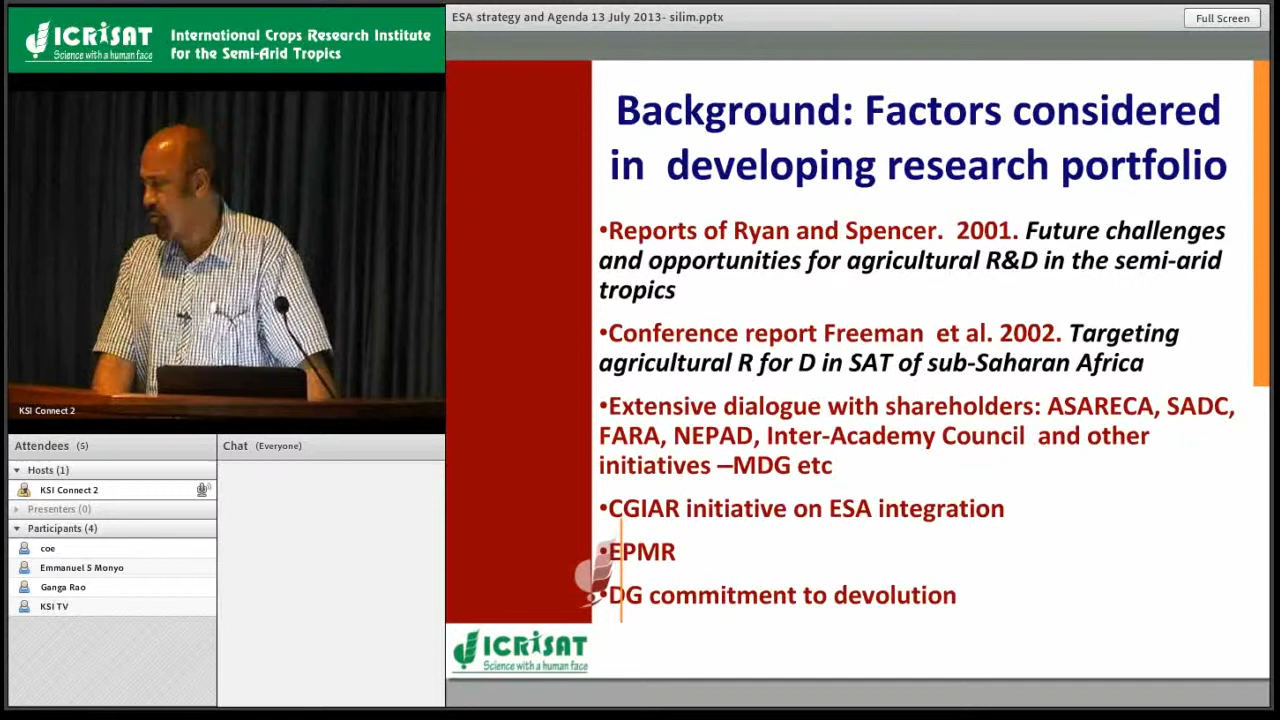 ICRISAT
Science with a human face
International Crops Research Institute
for the Semi-Arid Tropics
KSI Connect 2
Attendees (5)
Hosts (1)
KSI Connect 2
Presenters (0)
Participants (4)
coe
Emmanuel S Monyo
Ganga Rao
KSI TV
Chat (Everyone)
ESA strategy and Agenda 13 July 2013- silim.pptx
Full Screen
Background: Factors considered
in developing research portfolio
•Reports of Ryan and Spencer. 2001. Future challenges
and opportunities for agricultural R&D in the semi-arid
tropics
•Conference report Freeman et al. 2002. Targeting
agricultural R for D in SAT of sub-Saharan Africa
•Extensive dialogue with shareholders: ASARECA, SADC,
FARA, NEPAD, Inter-Academy Council and other
initiatives –MDG etc
•CGIAR initiative on ESA integration
•EPMR
•DG commitment to devolution
ICRISAT
Science with a human face